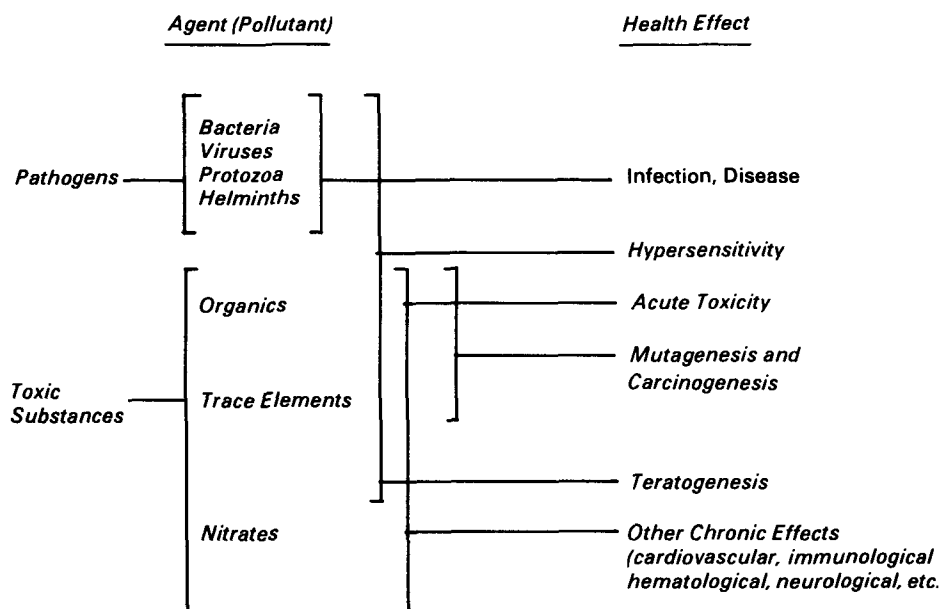 Agent (Pollutant)
Health Effect
Pathogens
Bacteria
Viruses
Protozoa
Helminths
Infection, Disease
Hypersensitivity
Toxic
Substances
Organics
Trace Elements
Nitrates
Acute Toxicity
Mutagenesis and
Carcinogenesis
Teratogenesis
Other Chronic Effects
(cardiovascular, immunological
hematological, neurological, etc.